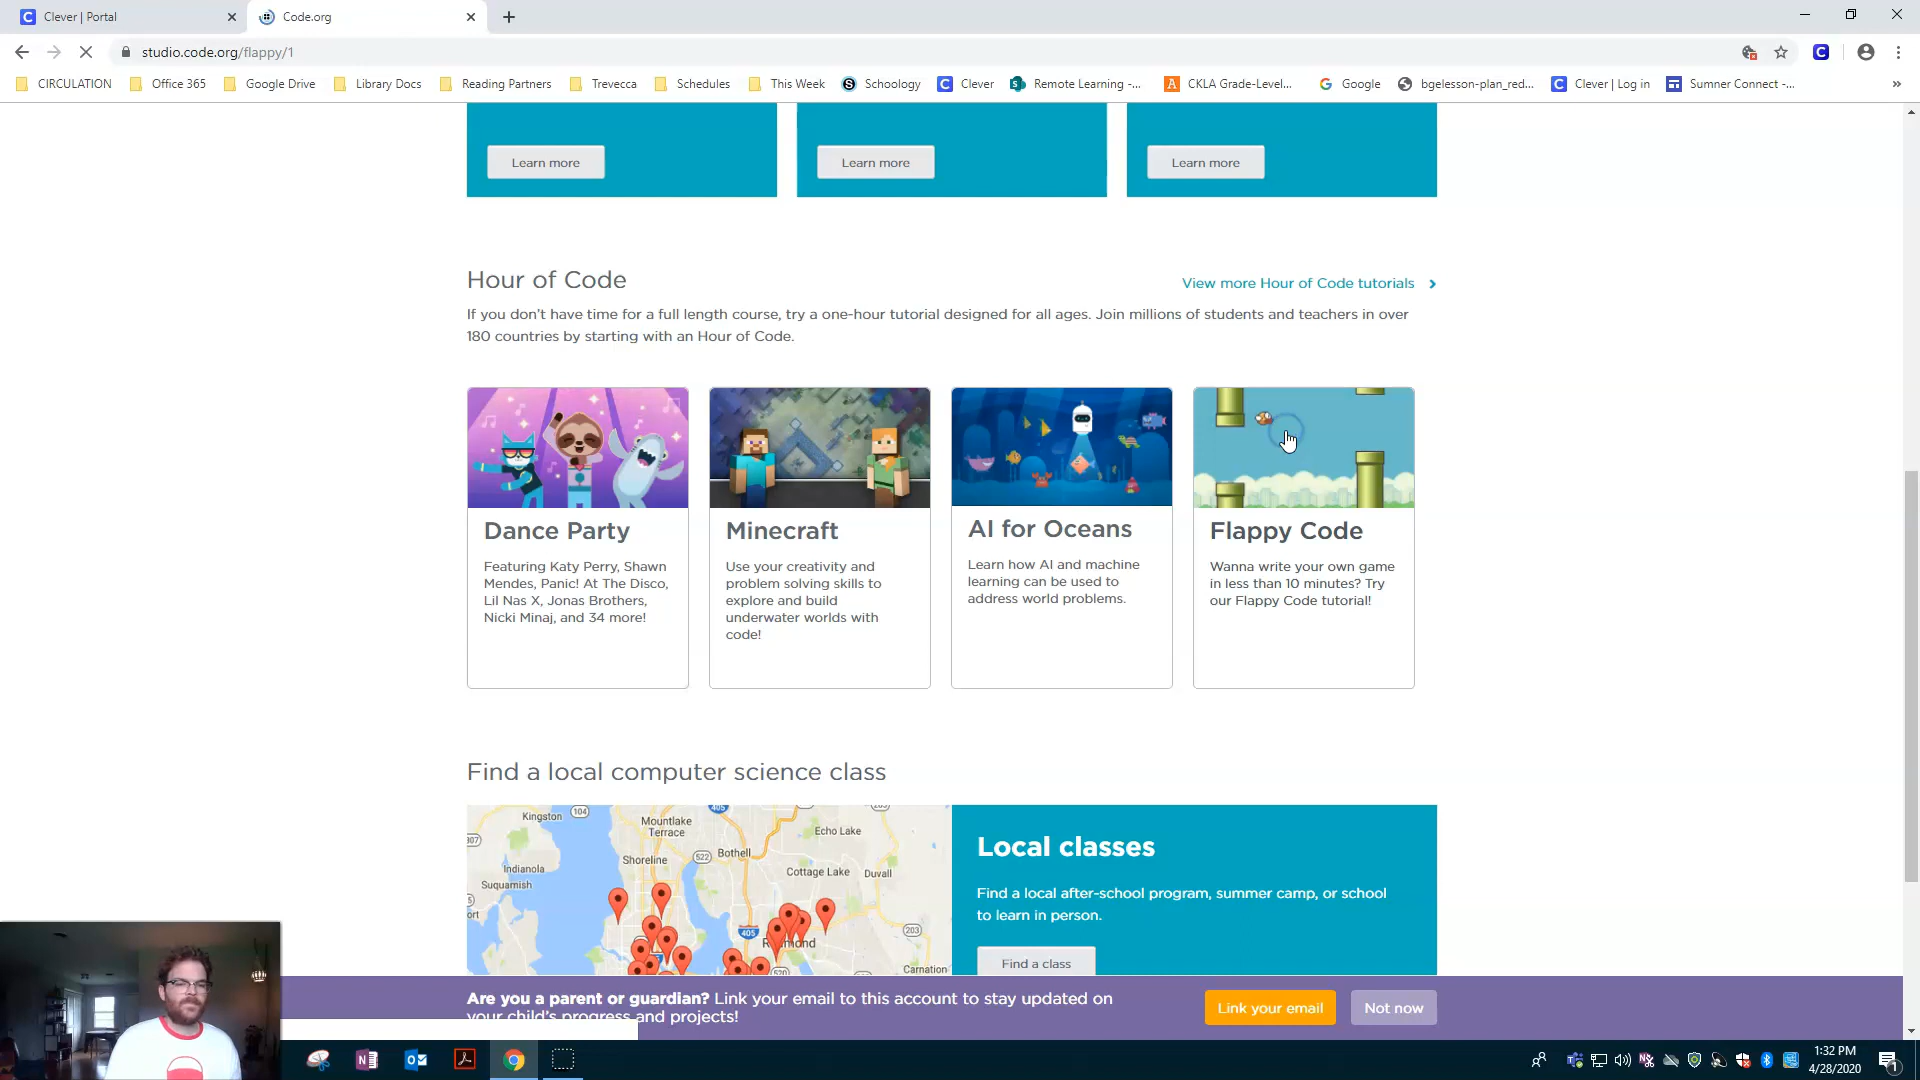 Clever | Portal
Code.org
studio.code.org/flappy/1
CIRCULATION
Office 365
Google Drive
Library Docs
Reading Partners
Trevecca
Schedules
This Week
Schoology
Clever
Remote Learning -...
CKLA Grade-Level...
Google
bgelesson-plan_red...
Clever | Log in
Sumner Connect -...
Learn more
Learn more
Learn more
Hour of Code
View more Hour of Code tutorials
If you don't have time for a full length course, try a one-hour tutorial designed for all ages. Join millions of students and teachers in over
180 countries by starting with an Hour of Code.
Dance Party
Featuring Katy Perry, Shawn
Mendes, Panic! At The Disco,
Lil Nas X, Jonas Brothers,
Nicki Minaj, and 34 more!
Minecraft
Use your creativity and
problem solving skills to
explore and build
underwater worlds with
code!
AI for Oceans
Learn how AI and machine
learning can be used to
address world problems.
Flappy Code
Wanna write your own game
in less than 10 minutes? Try
our Flappy Code tutorial!
Find a local computer science class
Kingston
104
Mountlake
Terrace
405
Echo Lake
Shoreline
522
Bothell
Cottage Lake
Duvall
Indianola
Suquamish
405
203
Carnation
Local classes
Find a local after-school program, summer camp, or school
to learn in person.
Find a class
Are you a parent or guardian? Link your email to this account to stay updated on
your child's progress and projects!
Link your email
Not now
1:32 PM
4/28/2020
1